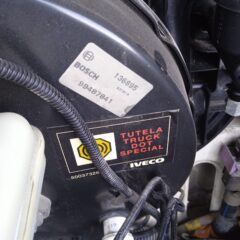 BOSCH
136895
99487841
TUTELA
TRUCK
DOT
SPECIAL
IVECO